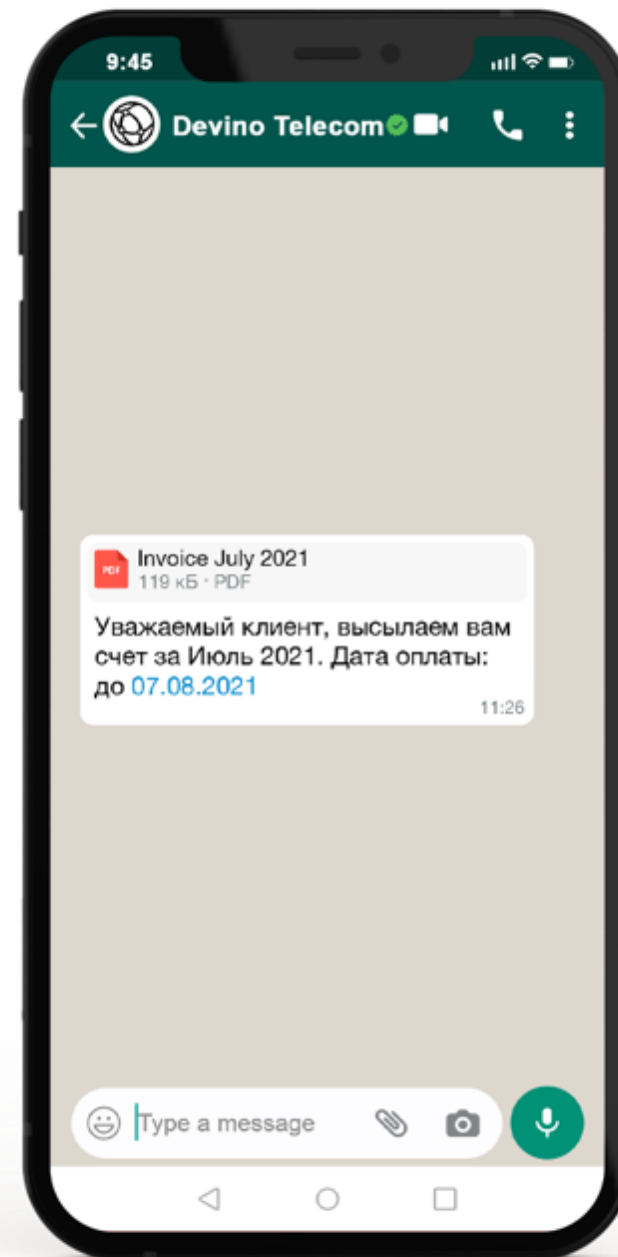 9:45
Devino Telecom
PDF
Invoice July 2021
119 кБ · PDF
Уважаемый клиент, высылаем вам
счет за Июль 2021. Дата оплаты:
до 07.08.2021
11:26
Type a message